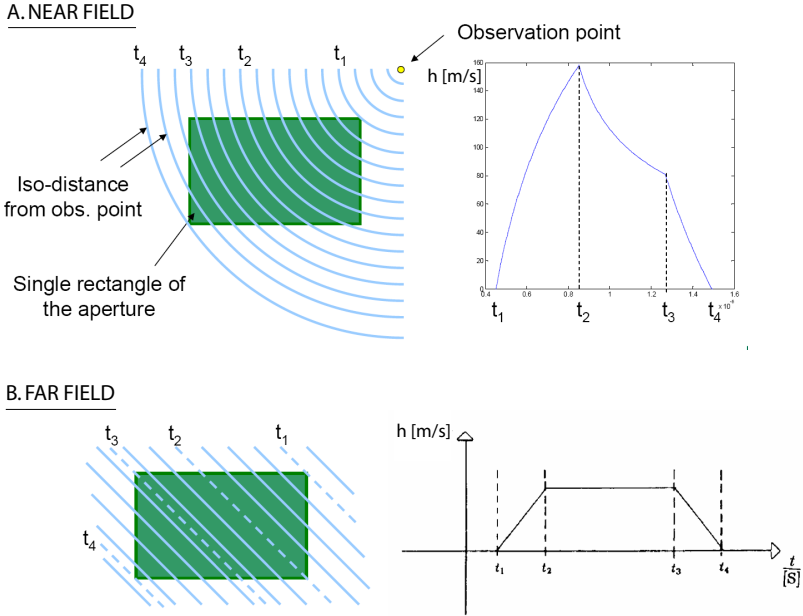 A. NEAR FIELD
t4 t3 t2 t1
Observation point
h [m/s]
160
140
120
100
80
60
40
20
0
0.4 0.6 0.8 1 1.2 1.4 1.6
x 10^-6
t1 t2 t3 t4
Iso-distance
from obs. point
Single rectangle of
the aperture
B. FAR FIELD
t3 t2 t1
t4
h [m/s]
t1 t2 t3 t4
t
[S]